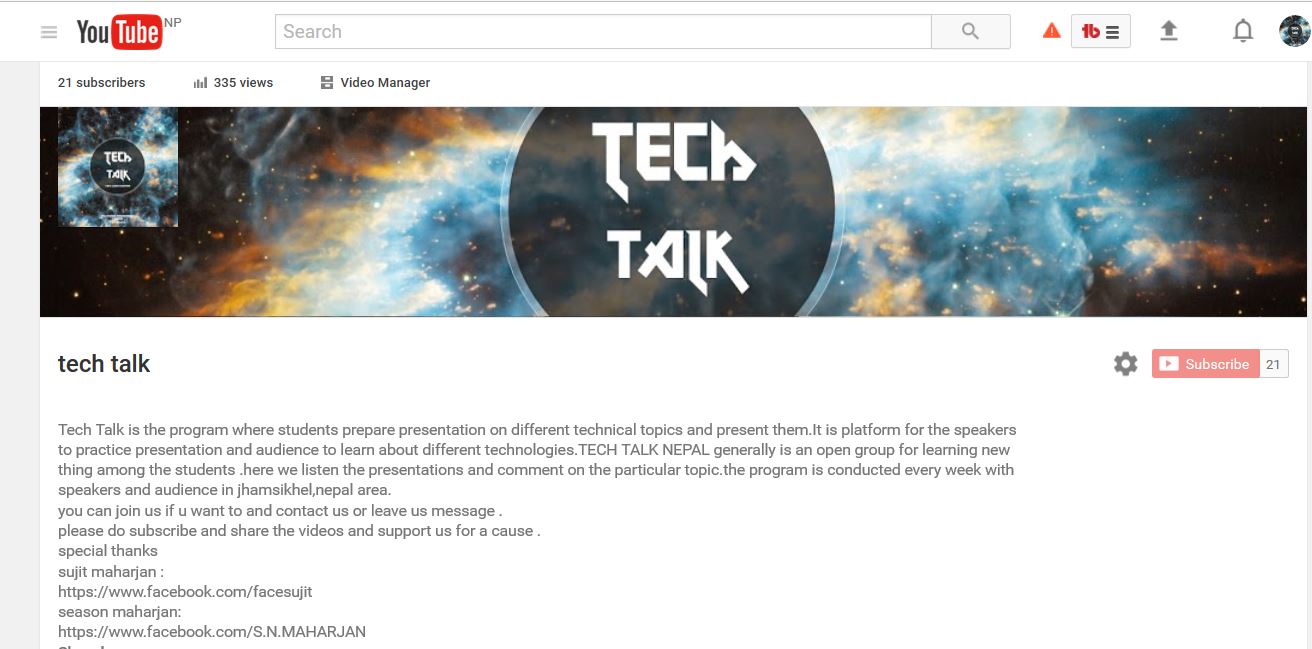 YouTube NP
Search
21 subscribers 335 views Video Manager
TECH
TALK
TECH
TALK
tech talk
Subscribe 21
Tech Talk is the program where students prepare presentation on different technical topics and present them.It is platform for the speakers
to practice presentation and audience to learn about different technologies.TECH TALK NEPAL generally is an open group for learning new
thing among the students .here we listen the presentations and comment on the particular topic.the program is conducted every week with
speakers and audience in jhamsikhel,nepal area.
you can join us if u want to and contact us or leave us message .
please do subscribe and share the videos and support us for a cause .
special thanks
sujit maharjan :
https://www.facebook.com/facesujit
season maharjan:
https://www.facebook.com/S.N.MAHARJAN